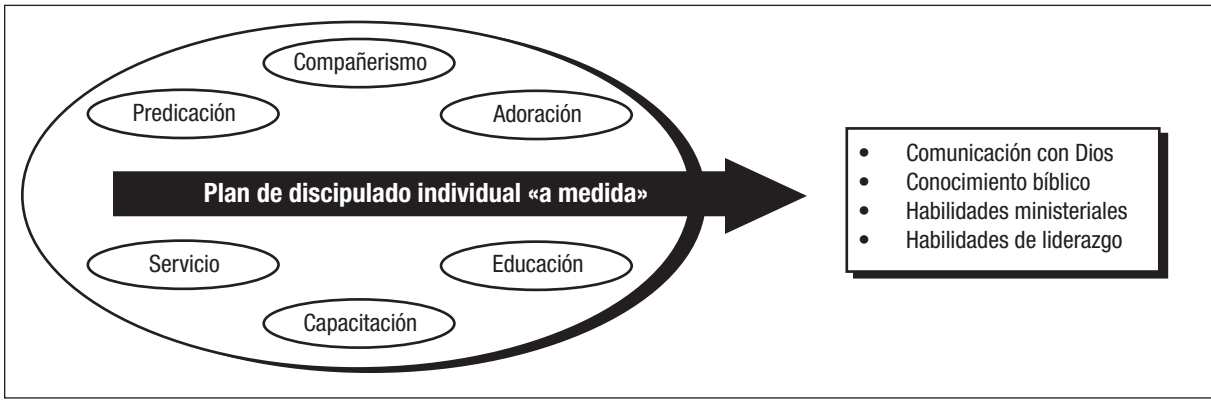 Compañerismo
Predicación
Adoración
Plan de discipulado individual «a medida»
Servicio
Educación
Capacitación
• Comunicación con Dios
• Conocimiento bíblico
• Habilidades ministeriales
• Habilidades de liderazgo